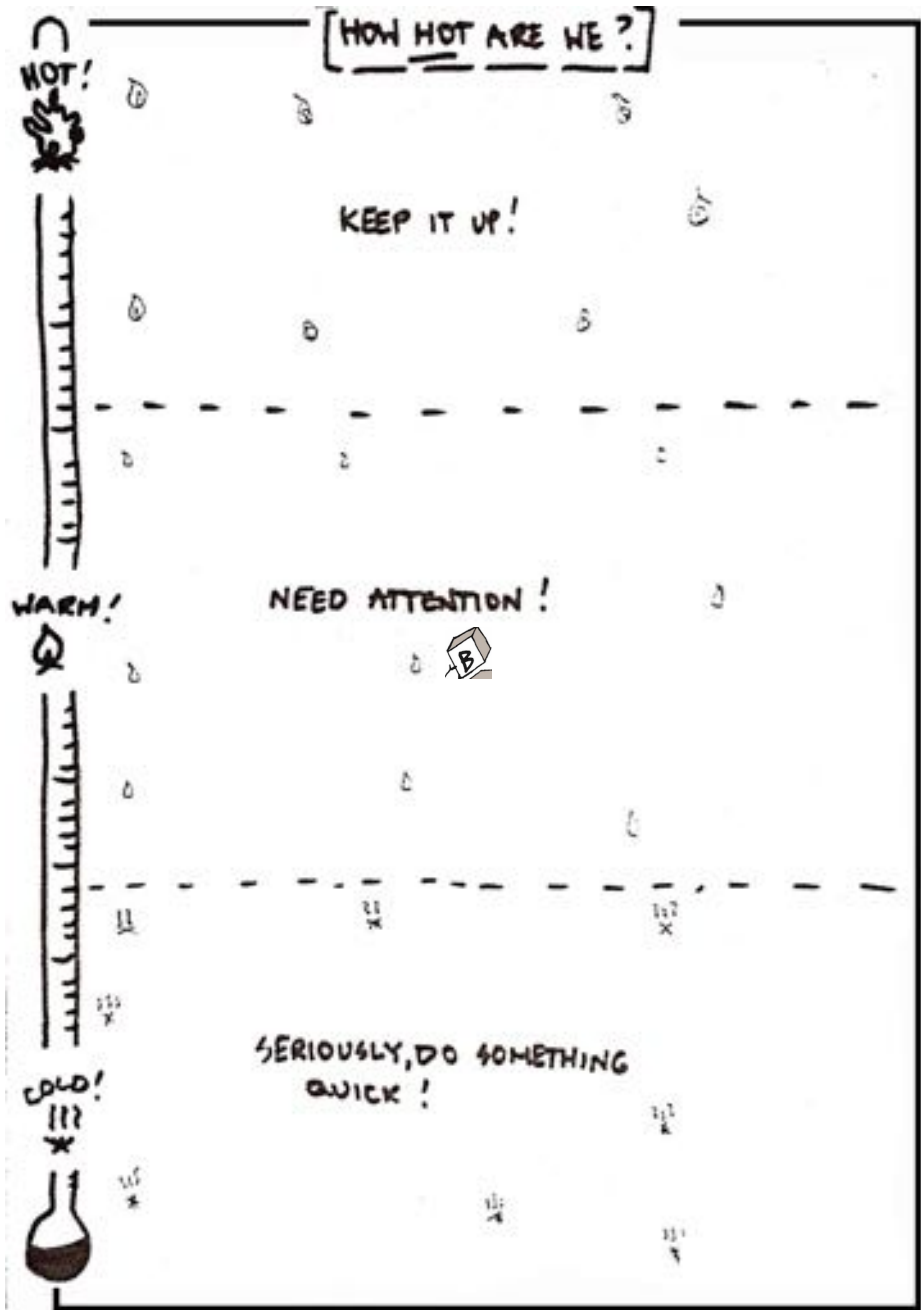 HOW HOT ARE WE?
HOT!
KEEP IT UP!
WARM!
NEED ATTENTION!
B
SERIOUSLY, DO SOMETHING
QUICK!
COLD!